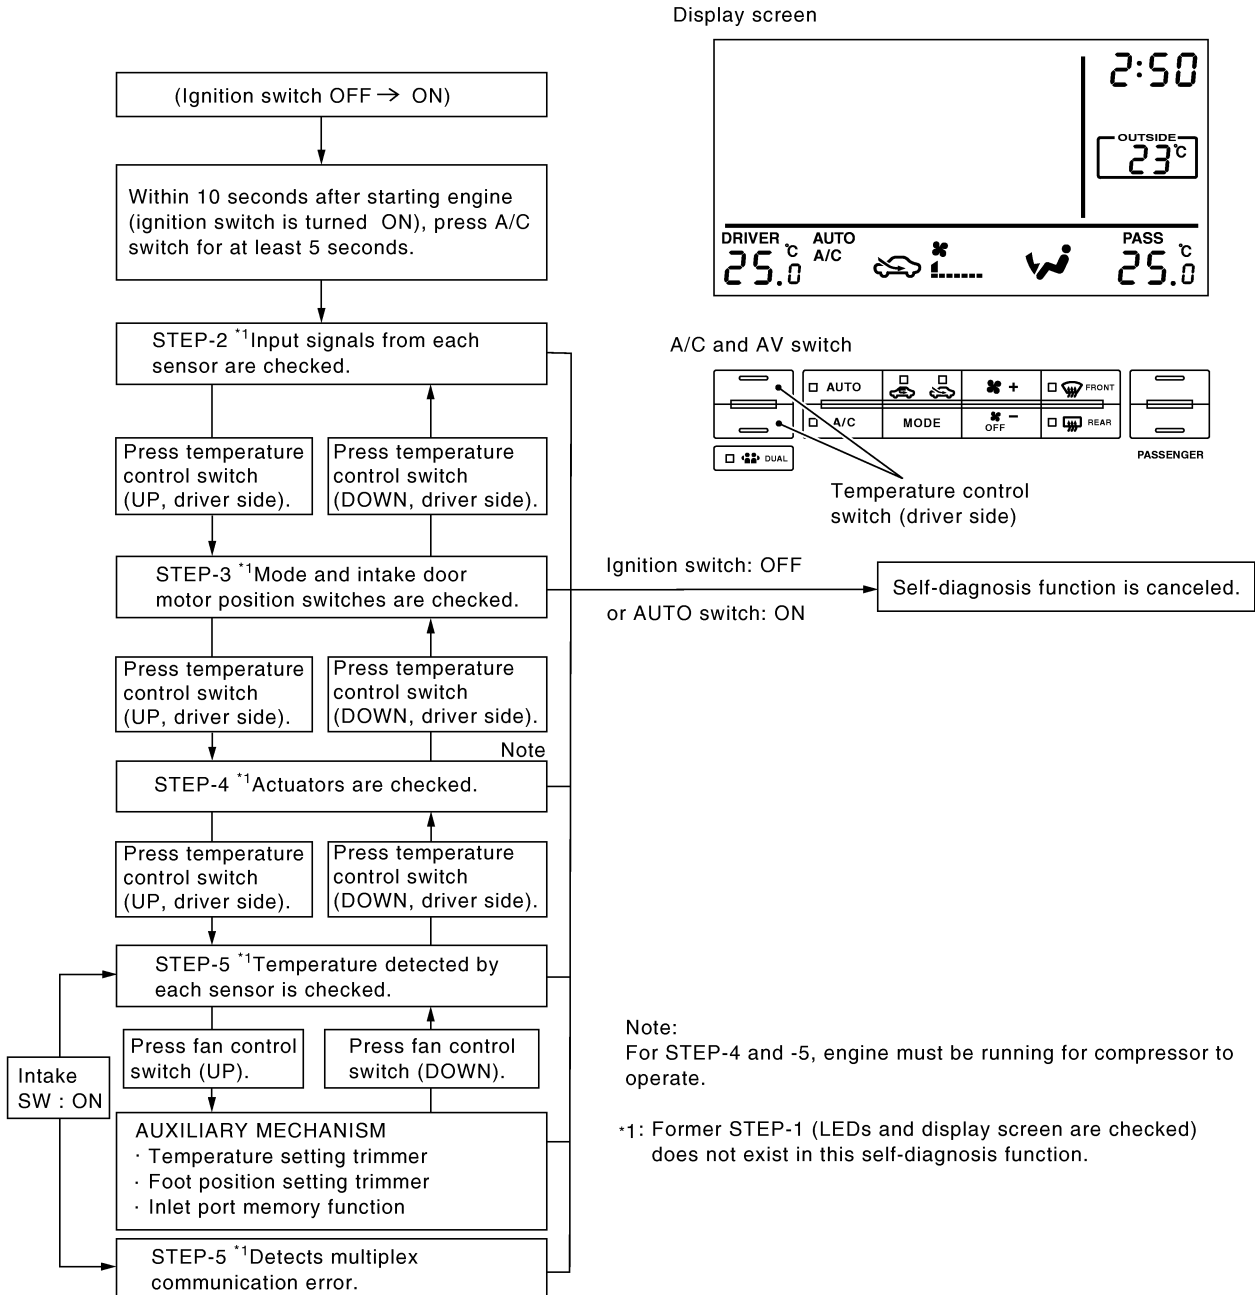 Display screen
2:50
OUTSIDE
23°C
DRIVER
25.0 °C
AUTO
A/C
PASS
25.0 °C
A/C and AV switch
AUTO
FRONT
A/C
MODE
OFF
REAR
DUAL
PASSENGER
+
−
Temperature control
switch (driver side)
(Ignition switch OFF → ON)
Within 10 seconds after starting engine
(ignition switch is turned ON), press A/C
switch for at least 5 seconds.
STEP-2 *1Input signals from each
sensor are checked.
Press temperature
control switch
(UP, driver side).
Press temperature
control switch
(DOWN, driver side).
STEP-3 *1Mode and intake door
motor position switches are checked.
Ignition switch: OFF
or AUTO switch: ON
Self-diagnosis function is canceled.
Press temperature
control switch
(UP, driver side).
Press temperature
control switch
(DOWN, driver side).
Note
STEP-4 *1Actuators are checked.
Press temperature
control switch
(UP, driver side).
Press temperature
control switch
(DOWN, driver side).
STEP-5 *1Temperature detected by
each sensor is checked.
Press fan control
switch (UP).
Press fan control
switch (DOWN).
Intake
SW : ON
AUXILIARY MECHANISM
· Temperature setting trimmer
· Foot position setting trimmer
· Inlet port memory function
STEP-5 *1Detects multiplex
communication error.
Note:
For STEP-4 and -5, engine must be running for compressor to
operate.
*1: Former STEP-1 (LEDs and display screen are checked)
does not exist in this self-diagnosis function.